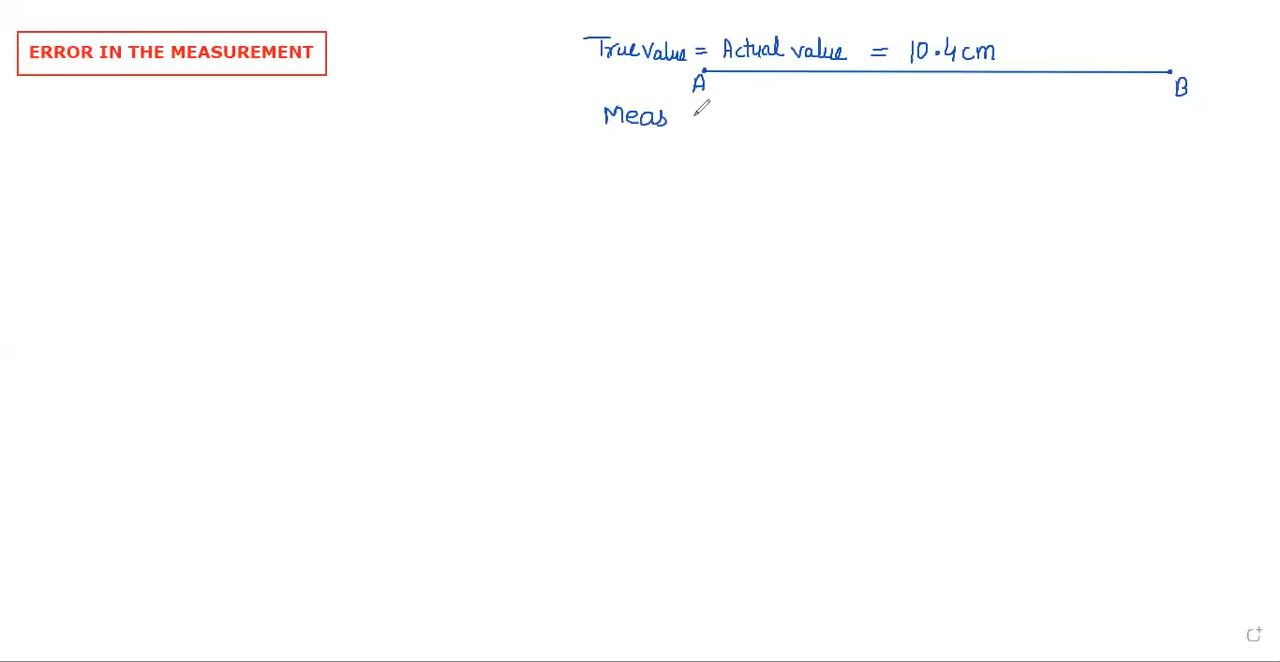 ERROR IN THE MEASUREMENT
True Value = Actual value = 10.4 cm
A B
Meas